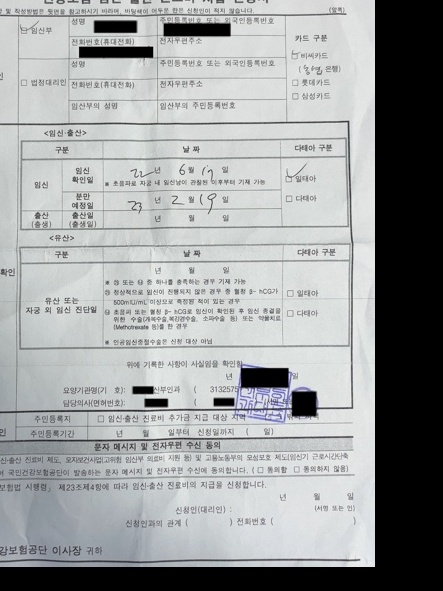 및 작성방법은 뒷면을 참고하시기 바라며, 바탕색이 어두운 란은 신청인이 적지 않습니다. (앞쪽)
임산부
성명
주민등록번호 또는 외국인등록번호
카드 구분
전화번호(휴대전화)
전자우편주소
비씨카드
(농협 은행)
롯데카드
삼성카드
법정대리인
성명
주민등록번호 또는 외국인등록번호
전화번호(휴대전화)
전자우편주소
임산부의 성명
임산부의 주민등록번호
<임신·출산>
구분 날 짜 다태아 구분
임신
임신 확인일
22 년 6 월 17 일
※ 초음파로 자궁 내 임신낭이 관찰된 이후부터 기재 가능
분만 예정일
23 년 2 월 19 일
일태아
다태아
출산 (출생)
출산일 (출생일)
년 월 일
<유산>
구분 날 짜 다태아 구분
확인
유산 또는
자궁 외 임신 진단일
년 월 일
※ ㉮ 또는 ㉯ 중 하나를 충족하는 경우 기재 가능
㉮ 정상적으로 임신이 진행되지 않은 경우 중 혈청 β- hCG가
500mIU/mL 이상으로 측정된 적이 있는 경우
㉯ 초음파 또는 혈청 β- hCG로 임신이 확인된 후 임신 종결을
위한 수술(개복수술,복강경수술, 소파수술 등) 또는 약물치료
(Methotrexate 등)를 한 경우
※ 인공임신중절수술은 신청 대상 아님
일태아
다태아
위에 기록한 사항이 사실임을 확인함
년 일
요양기관명(기 호): 산부인과 ( 3132575
담당의사(면허번호): (
주민등록지 임신·출산 진료비 추가금 지급 대상 지역
주민등록기간 년 월 일부터 신청일까지 ( 일)
문자 메시지 및 전자우편 수신 동의
신·출산 진료비 제도, 모자보건사업(고위험 임산부 의료비 지원 등) 및 고용노동부의 모성보호 제도(임신기 근로시간단축
국민건강보험공단이 발송하는 문자 메시지 및 전자우편 수신에 동의합니다. ( 동의함 동의하지 않음)
보험법 시행령」 제23조제4항에 따라 임신·출산 진료비의 지급을 신청합니다.
년 월 일
신청인(대리인) : (서명 또는 인)
신청인과의 관계 ( ) 전화번호 ( )
강보험공단 이사장 귀하